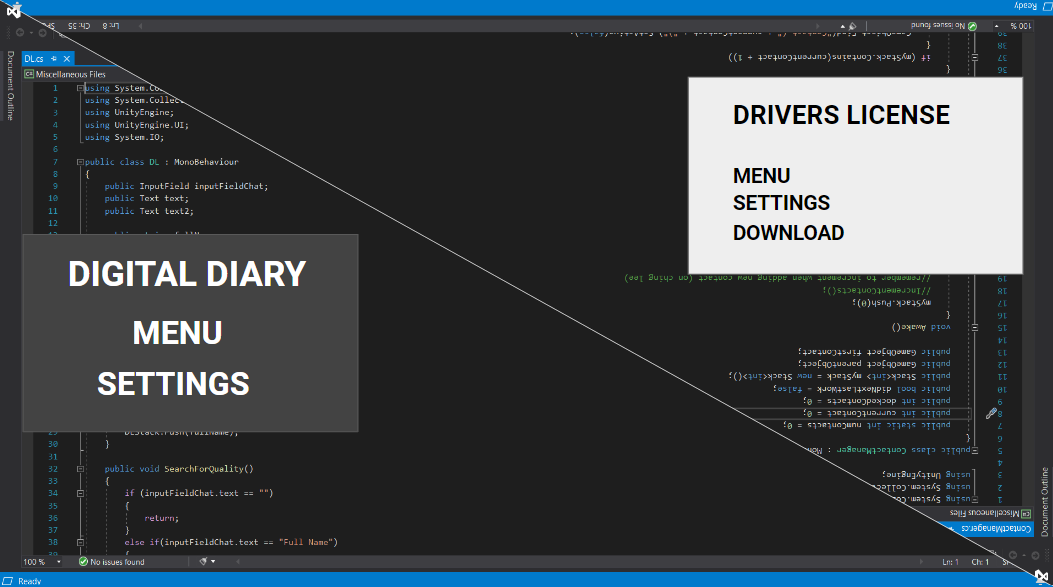 Ln: 8 Ch: 35 SPC
DL.cs
Document Outline
Miscellaneous Files
1 using System.Co
2 using System.Collec
3 using UnityEngine;
4 using UnityEngine.UI;
5 using System.IO;
6
7 public class DL : MonoBehaviour
8 {
9 public InputField inputFieldChat;
10 public Text text;
11 public Text text2;
12
DIGITAL DIARY
MENU
SETTINGS
30 }
31
32 public void SearchForQuality()
33 {
34 if (inputFieldChat.text == "")
35 {
36 return;
37 }
38 else if(inputFieldChat.text == "Full Name")
39 {
100 % No issues found
Ready
Ready
100 % No issues found
38 }
37 if (myStack.Contains(currentContact + 1))
36 }
DRIVERS LICENSE
MENU
SETTINGS
DOWNLOAD
19 //remember to increment when adding new contact (on ching lee)
18 //IncrementContacts();
17 myStack.Push(0);
16 }
15 void Awake()
14
13 public GameObject firstContact;
12 public GameObject parentObject;
11 public Stack<int> myStack = new Stack<int>();
10 public bool didNextLastWork = false;
9 public int dockedContacts = 0;
8 public int currentContact = 0;
7 public static int numContacts = 0;
6 {
5 public class ContactManager : Mo
4
3 using UnityEngine;
2 using System.Collec
1 using System.Co
Miscellaneous Files
ContactManager.cs
Document Outline
Ln: 1 Ch: 1